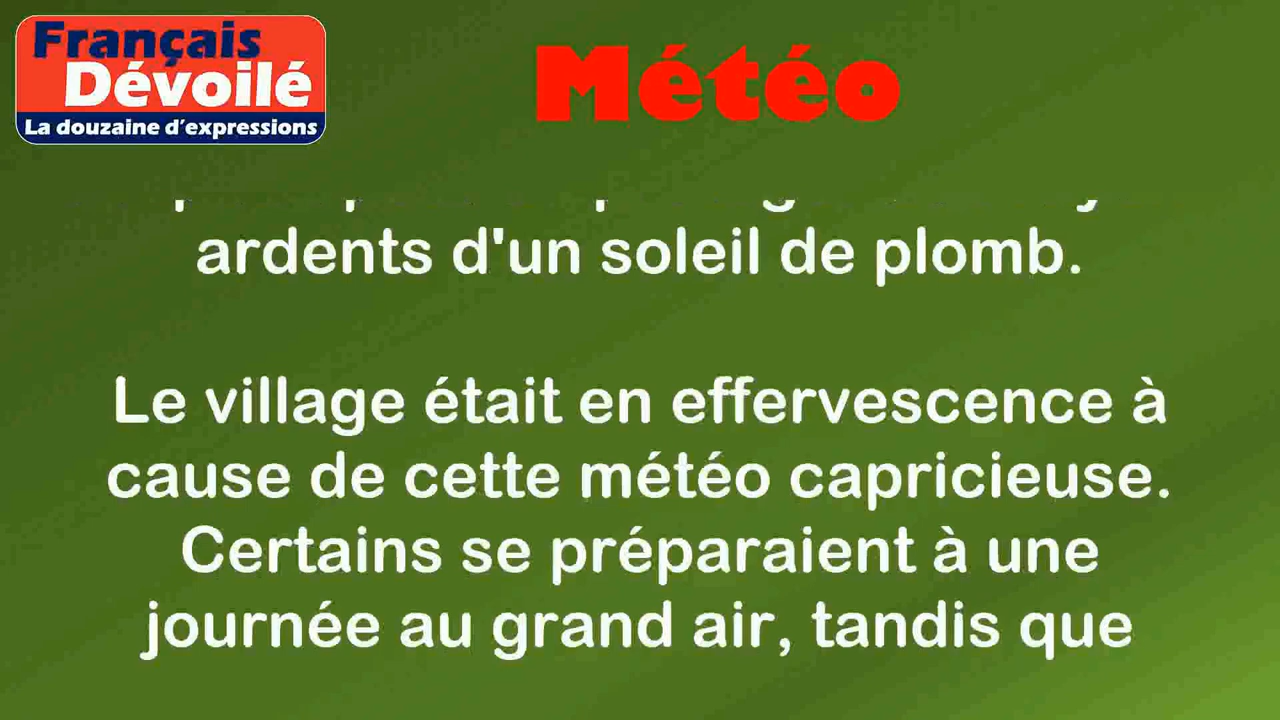 Français
Dévoilé
La douzaine d'expressions
Météo
ardents d'un soleil de plomb.
Le village était en effervescence à
cause de cette météo capricieuse.
Certains se préparaient à une
journée au grand air, tandis que